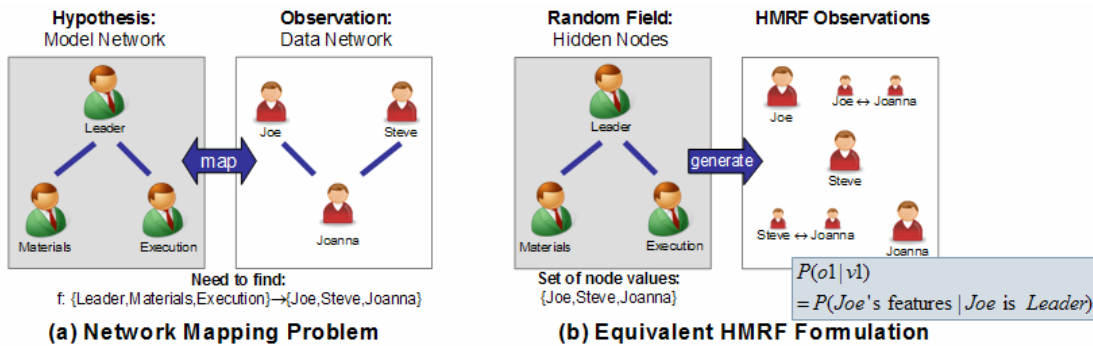 Hypothesis:
Model Network
Leader
Materials
Execution
map
Observation:
Data Network
Joe
Steve
Joanna
Need to find:
f: {Leader,Materials,Execution}→{Joe,Steve,Joanna}
(a) Network Mapping Problem
Random Field:
Hidden Nodes
Leader
Materials
Execution
generate
HMRF Observations
Joe
Joe ↔ Joanna
Steve
Steve ↔ Joanna
Joanna
Set of node values:
{Joe,Steve,Joanna}
P(o1 | v1)
= P(Joe's features | Joe is Leader)
(b) Equivalent HMRF Formulation